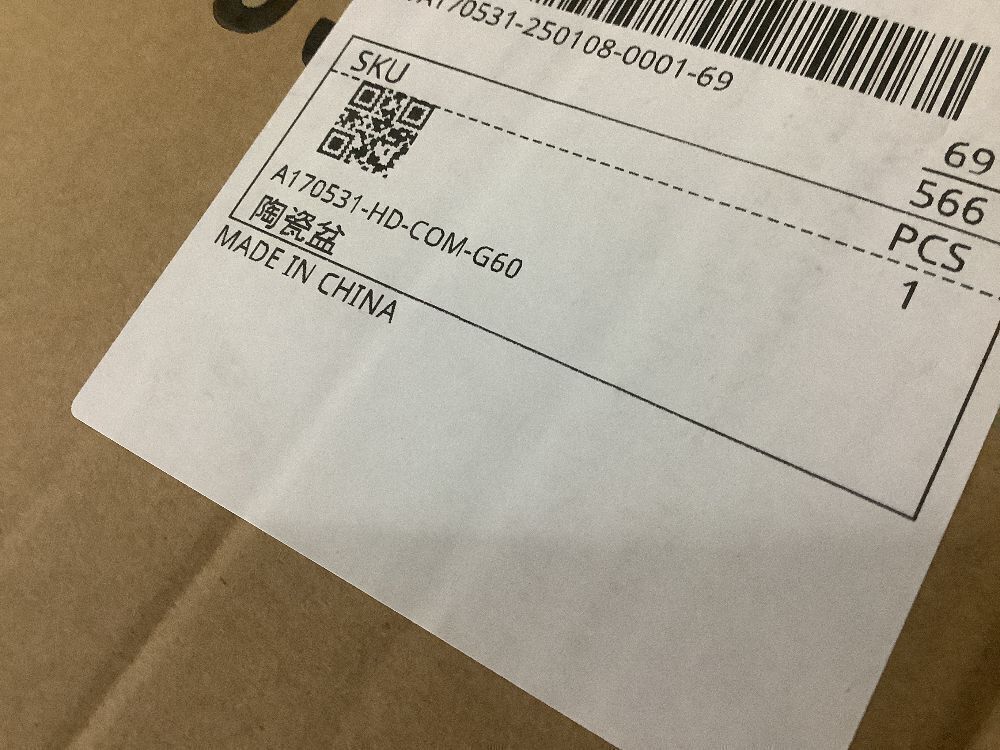 A170531-250108-0001-69
69
566
SKU
PCS
A170531-HD-COM-G60
1
陶瓷盆
MADE IN CHINA